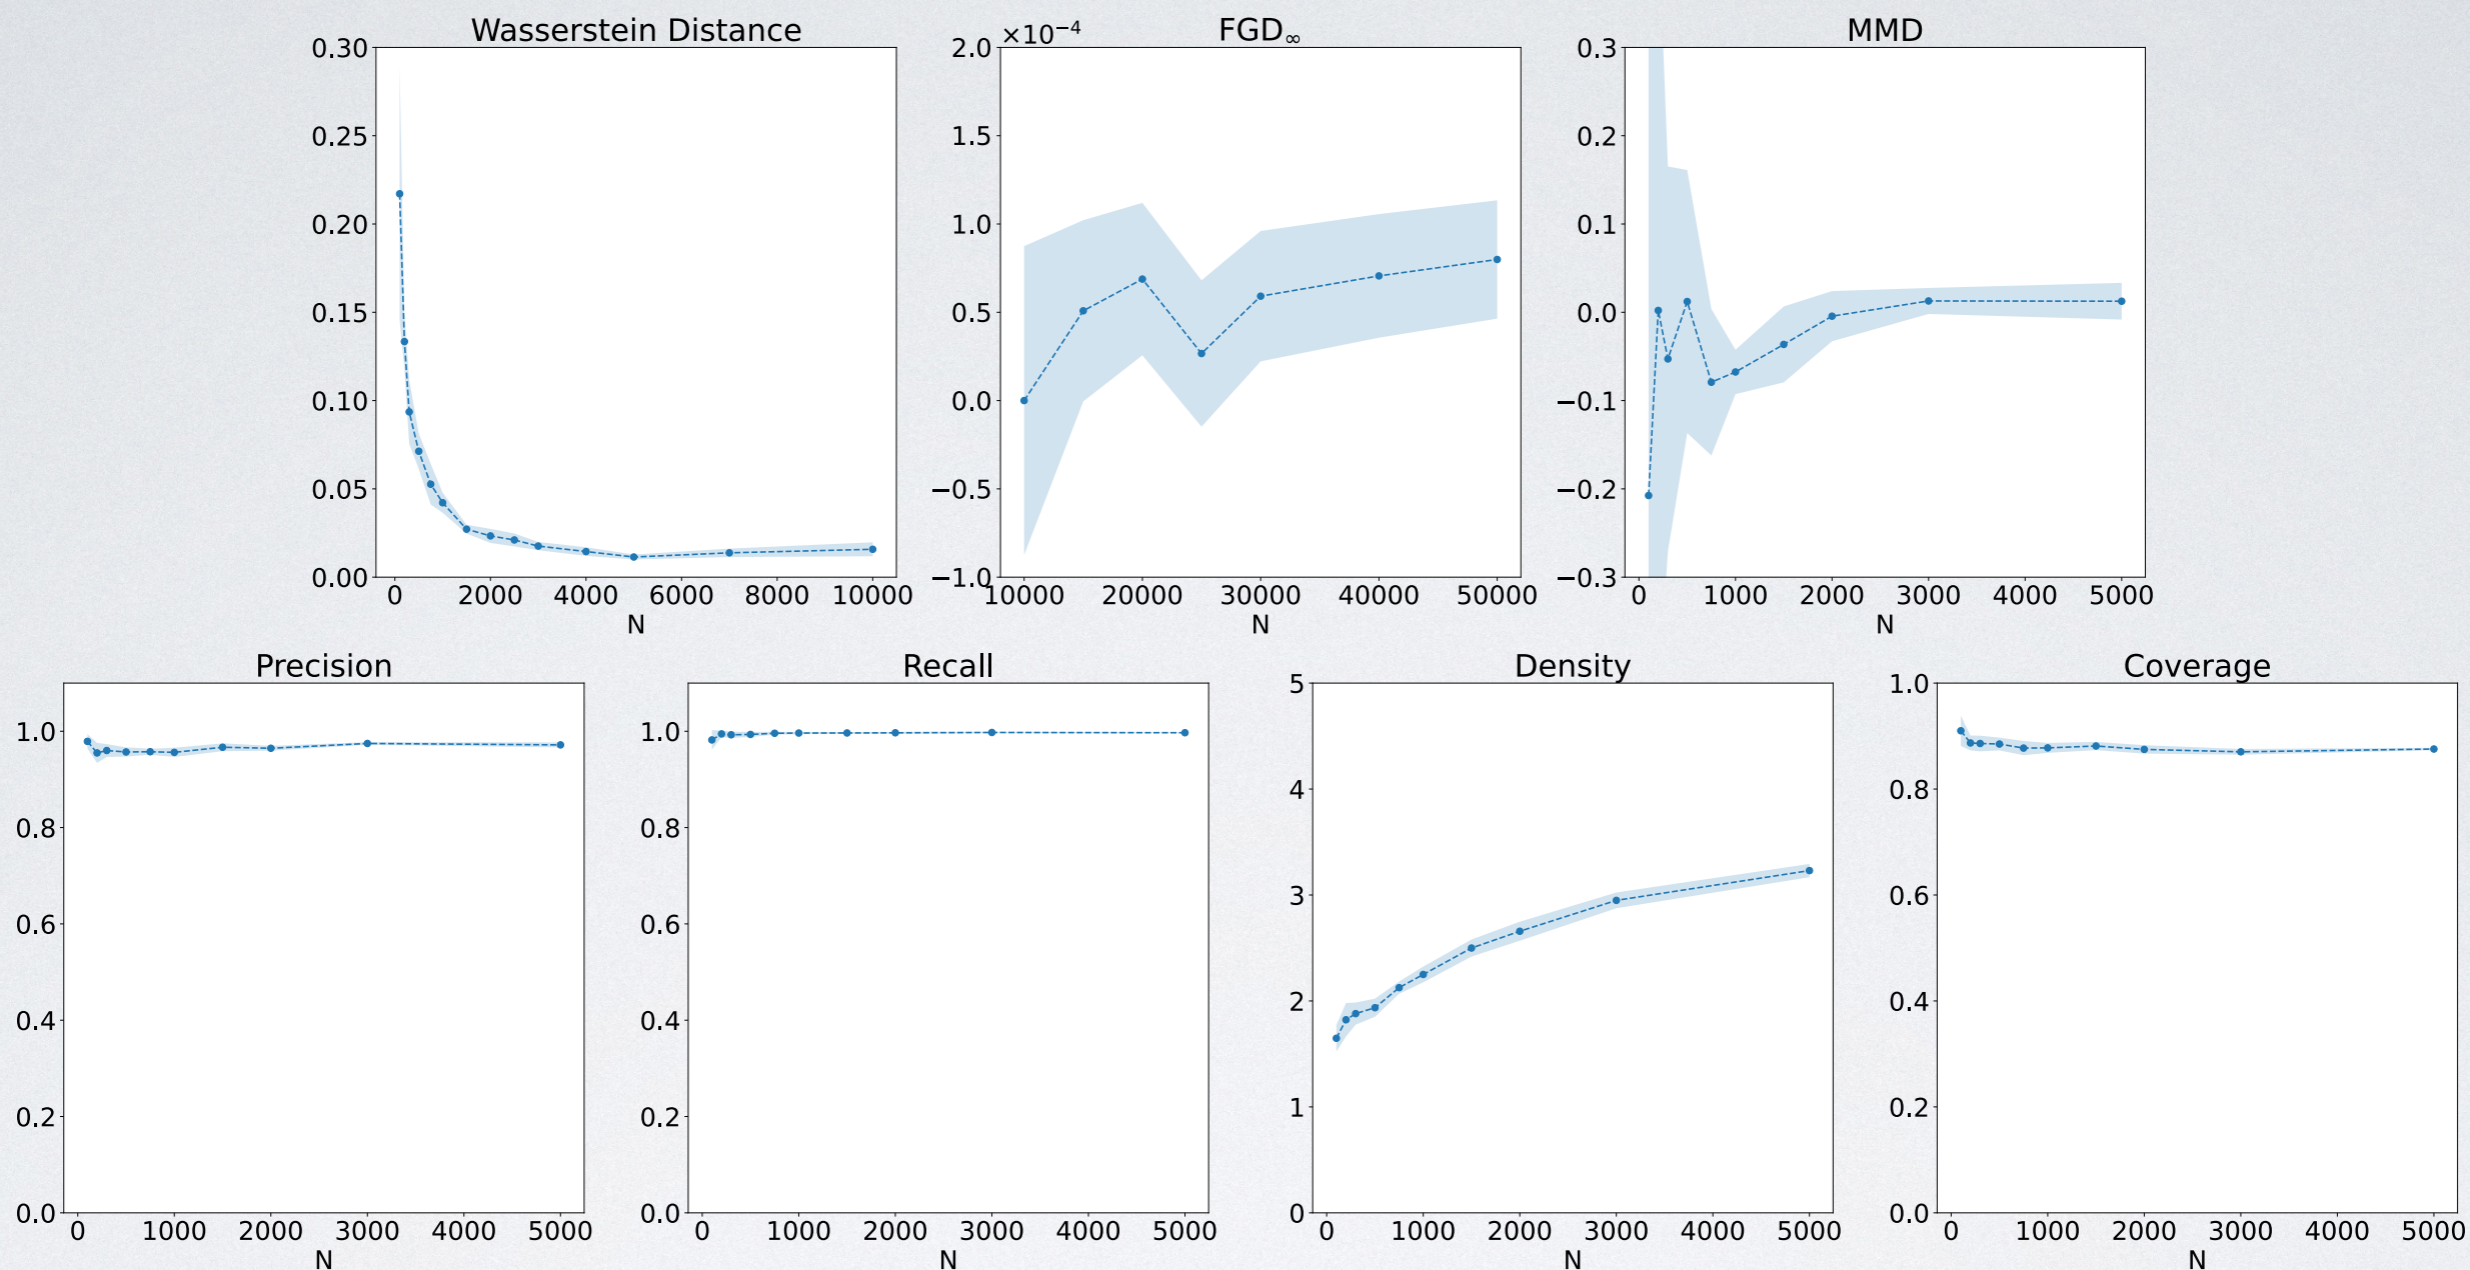 Wasserstein Distance
0.30
0.25
0.20
0.15
0.10
0.05
0.00
0 2000 4000 6000 8000 10000
N
FGD∞
×10⁻⁴
2.0
1.5
1.0
0.5
0.0
−0.5
−1.0
10000 20000 30000 40000 50000
N
MMD
0.3
0.2
0.1
0.0
−0.1
−0.2
−0.3
0 1000 2000 3000 4000 5000
N
Precision
1.0
0.8
0.6
0.4
0.2
0.0
0 1000 2000 3000 4000 5000
N
Recall
1.0
0.8
0.6
0.4
0.2
0.0
0 1000 2000 3000 4000 5000
N
Density
5
4
3
2
1
0
0 1000 2000 3000 4000 5000
N
Coverage
1.0
0.8
0.6
0.4
0.2
0.0
0 1000 2000 3000 4000 5000
N